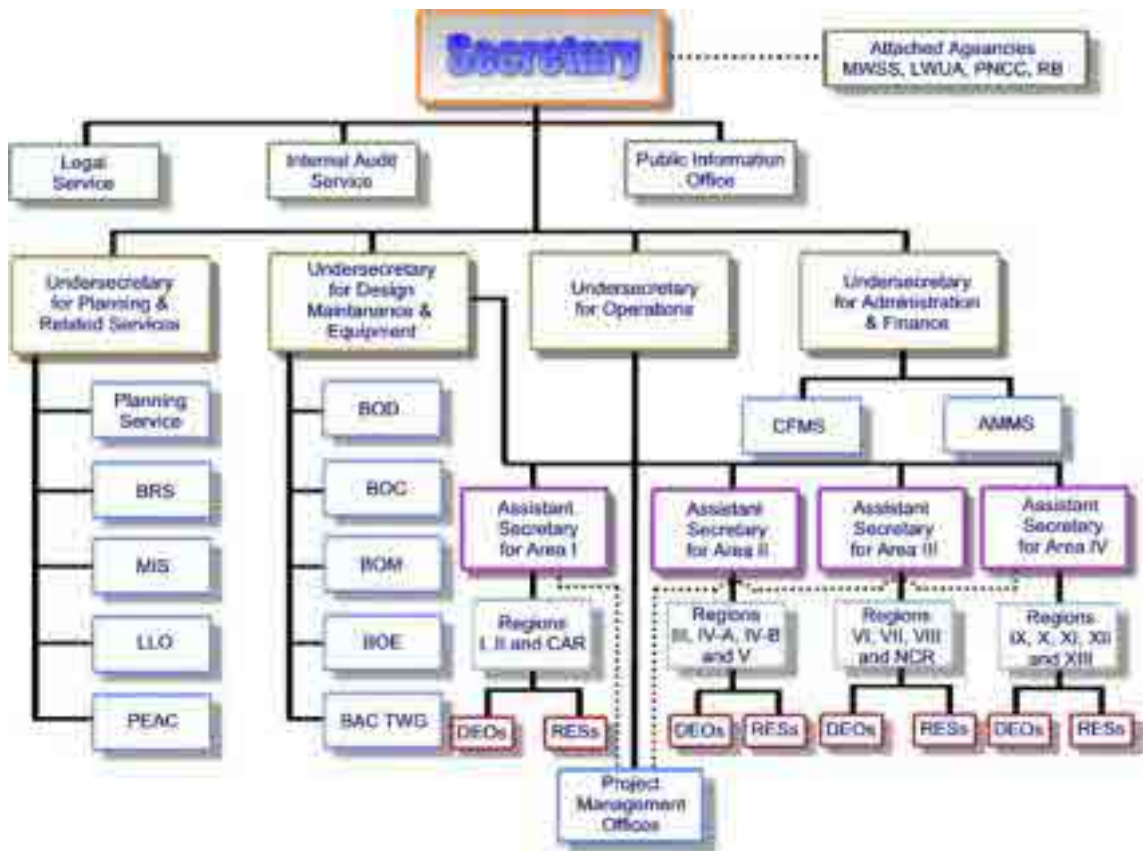 Secretary
Attached Ageancies
MWSS, LWUA, PNCC, RB
Legal
Service
Internal Audit
Service
Public Information
Office
Undersecretary
for Planning &
Related Services
Undersecretary
for Design
Maintanance &
Equipment
Undersecretary
for Operations
Undersecretary
for Administration
& Finance
Planning
Service
BRS
MIS
LLO
PEAC
BOD
BOC
BOM
BOE
BAC TWG
CFMS
AMMS
Assistant
Secretary
for Area I
Assistant
Secretary
for Area II
Assistant
Secretary
for Area III
Assistant
Secretary
for Area IV
Regions
I, II and CAR
Regions
III, IV-A, IV-B
and V
Regions
VI, VII, VIII
and NCR
Regions
IX, X, XI, XII
and XIII
DEOs
RESs
DEOs
RESs
DEOs
RESs
DEOs
RESs
Project
Management
Offices